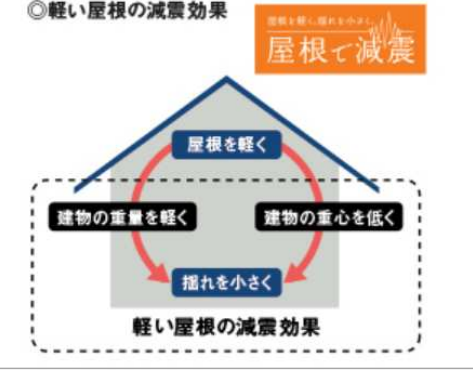 ◎軽い屋根の減震効果
屋根を軽く、揺れを小さく。
屋根で減震
屋根を軽く
建物の重量を軽く
建物の重心を低く
揺れを小さく
軽い屋根の減震効果